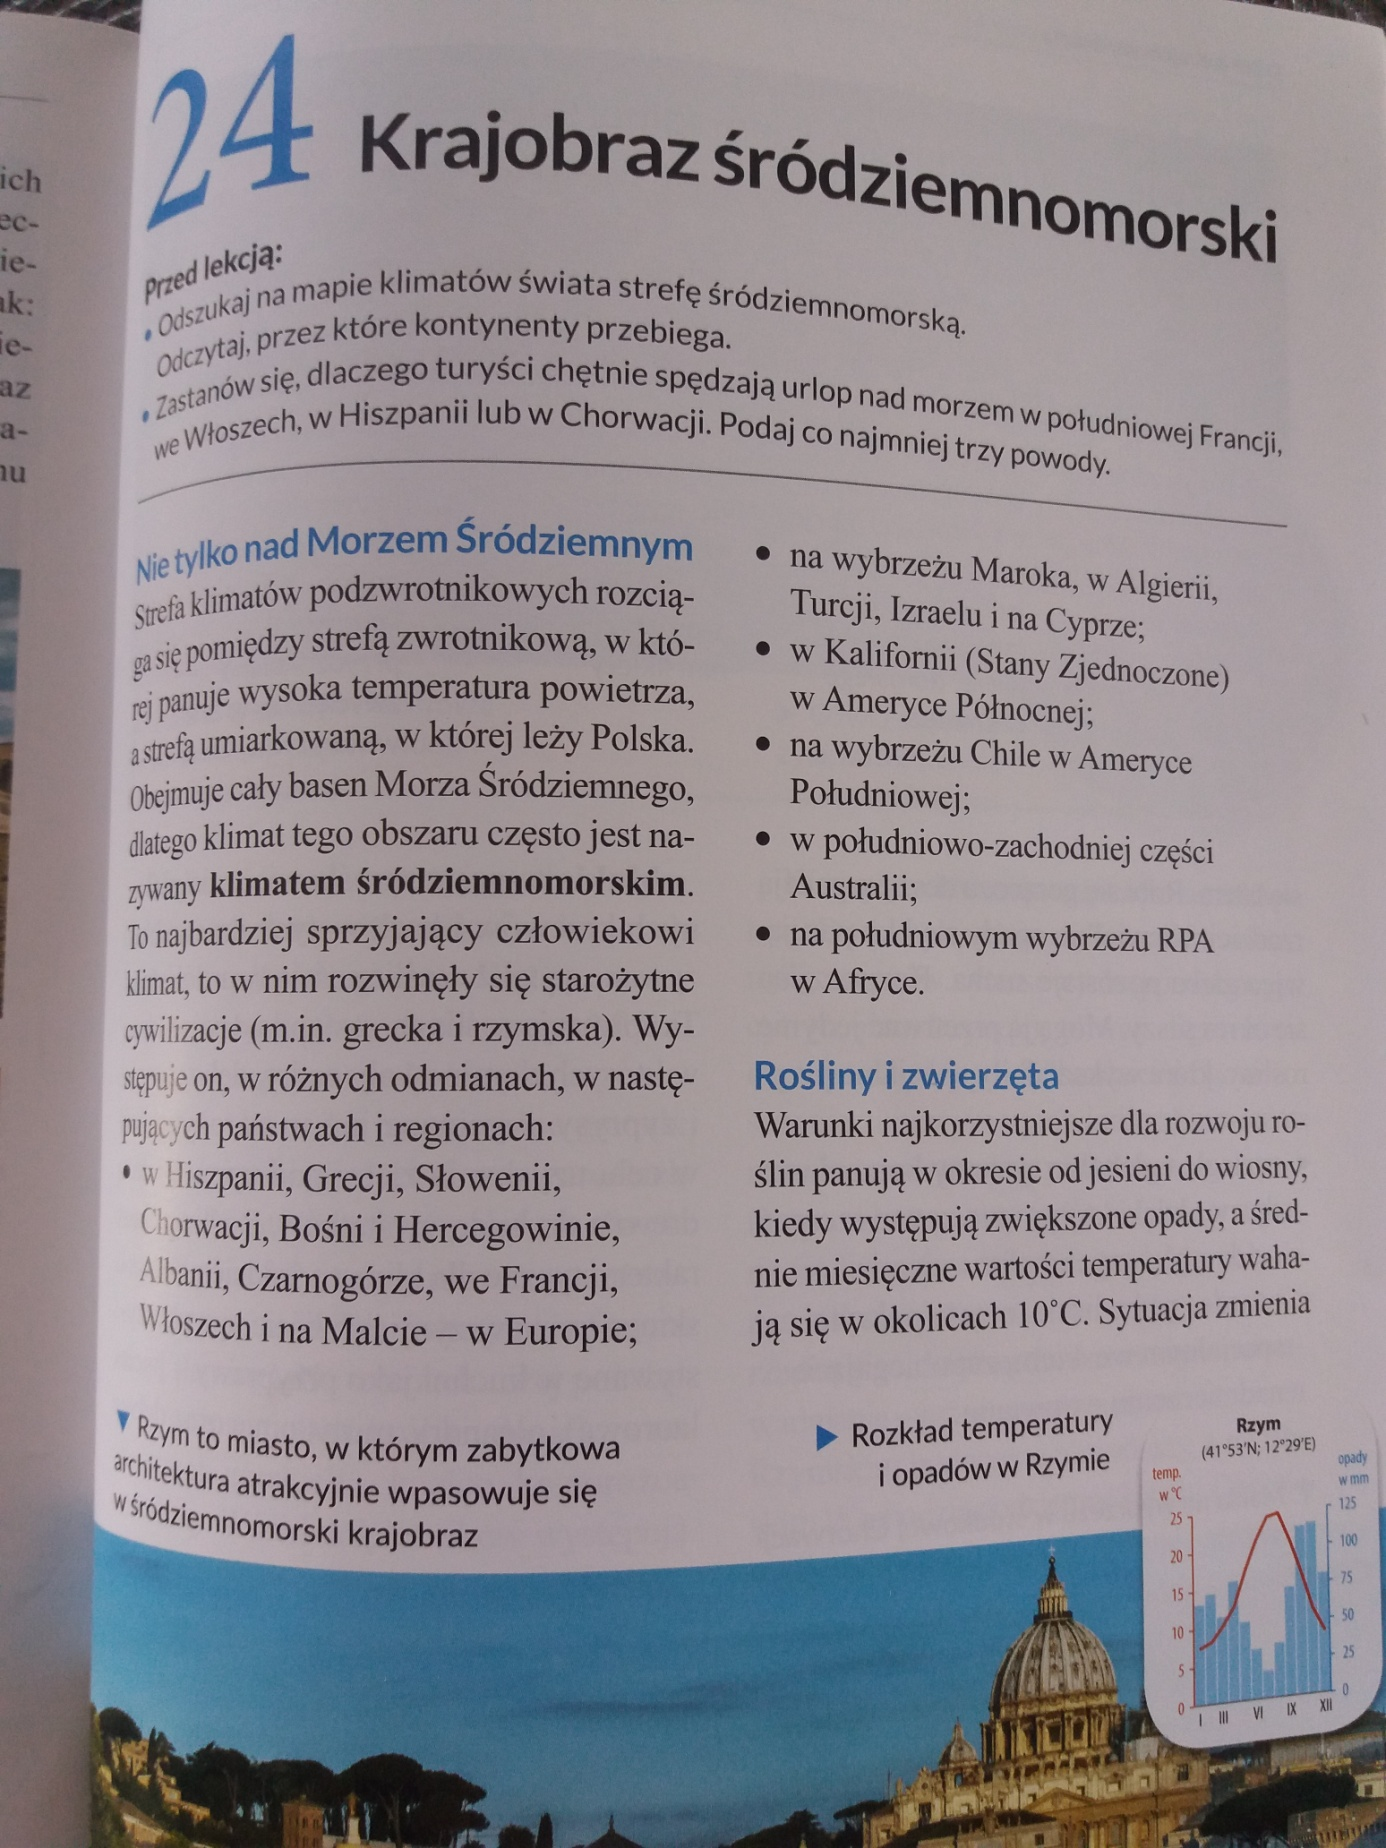 ich
ec-
ie-
ak:
ie-
az
a-
nu
24 Krajobraz śródziemnomorski
Przed lekcją:
• Odszukaj na mapie klimatów świata strefę śródziemnomorską.
Odczytaj, przez które kontynenty przebiega.
• Zastanów się, dlaczego turyści chętnie spędzają urlop nad morzem w południowej Francji,
we Włoszech, w Hiszpanii lub w Chorwacji. Podaj co najmniej trzy powody.
Nie tylko nad Morzem Śródziemnym
Strefa klimatów podzwrotnikowych rozcią-
ga się pomiędzy strefą zwrotnikową, w któ-
rej panuje wysoka temperatura powietrza,
a strefą umiarkowaną, w której leży Polska.
Obejmuje cały basen Morza Śródziemnego,
dlatego klimat tego obszaru często jest na-
zywany klimatem śródziemnomorskim.
To najbardziej sprzyjający człowiekowi
klimat, to w nim rozwinęły się starożytne
cywilizacje (m.in. grecka i rzymska). Wy-
stępuje on, w różnych odmianach, w nastę-
pujących państwach i regionach:
• w Hiszpanii, Grecji, Słowenii,
Chorwacji, Bośni i Hercegowinie,
Albanii, Czarnogórze, we Francji,
Włoszech i na Malcie – w Europie;
• na wybrzeżu Maroka, w Algierii,
Turcji, Izraelu i na Cyprze;
• w Kalifornii (Stany Zjednoczone)
w Ameryce Północnej;
• na wybrzeżu Chile w Ameryce
Południowej;
• w południowo-zachodniej części
Australii;
• na południowym wybrzeżu RPA
w Afryce.
Rośliny i zwierzęta
Warunki najkorzystniejsze dla rozwoju ro-
ślin panują w okresie od jesieni do wiosny,
kiedy występują zwiększone opady, a śred-
nie miesięczne wartości temperatury waha-
ją się w okolicach 10°C. Sytuacja zmienia
▼ Rzym to miasto, w którym zabytkowa
architektura atrakcyjnie wpasowuje się
w śródziemnomorski krajobraz
▶ Rozkład temperatury
i opadów w Rzymie
Rzym
(41°53'N; 12°29'E)
temp.
w °C
opady
w mm
25
20
15
10
5
0
125
100
75
50
25
0
I III VI IX XII